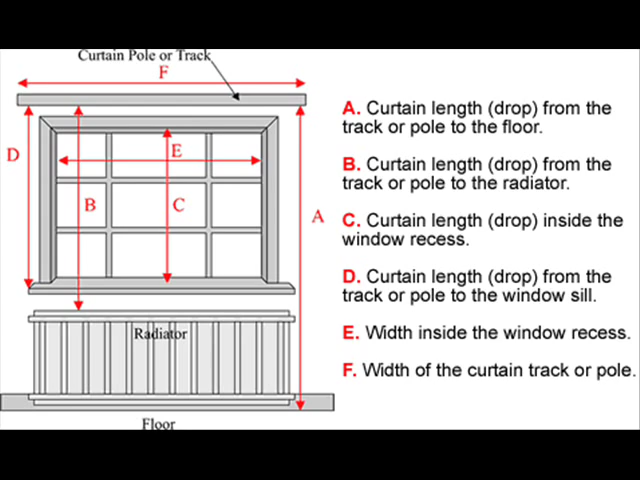 Curtain Pole or Track
F
D
E
B
C
A
Radiator
Floor
A. Curtain length (drop) from the
track or pole to the floor.
B. Curtain length (drop) from the
track or pole to the radiator.
C. Curtain length (drop) inside the
window recess.
D. Curtain length (drop) from the
track or pole to the window sill.
E. Width inside the window recess.
F. Width of the curtain track or pole.